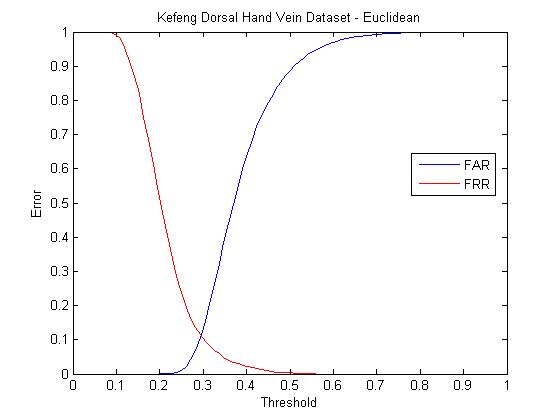 Kefeng Dorsal Hand Vein Dataset - Euclidean
1
0.9
0.8
0.7
0.6
0.5
0.4
0.3
0.2
0.1
0
Error
FAR
FRR
0 0.1 0.2 0.3 0.4 0.5 0.6 0.7 0.8 0.9 1
Threshold